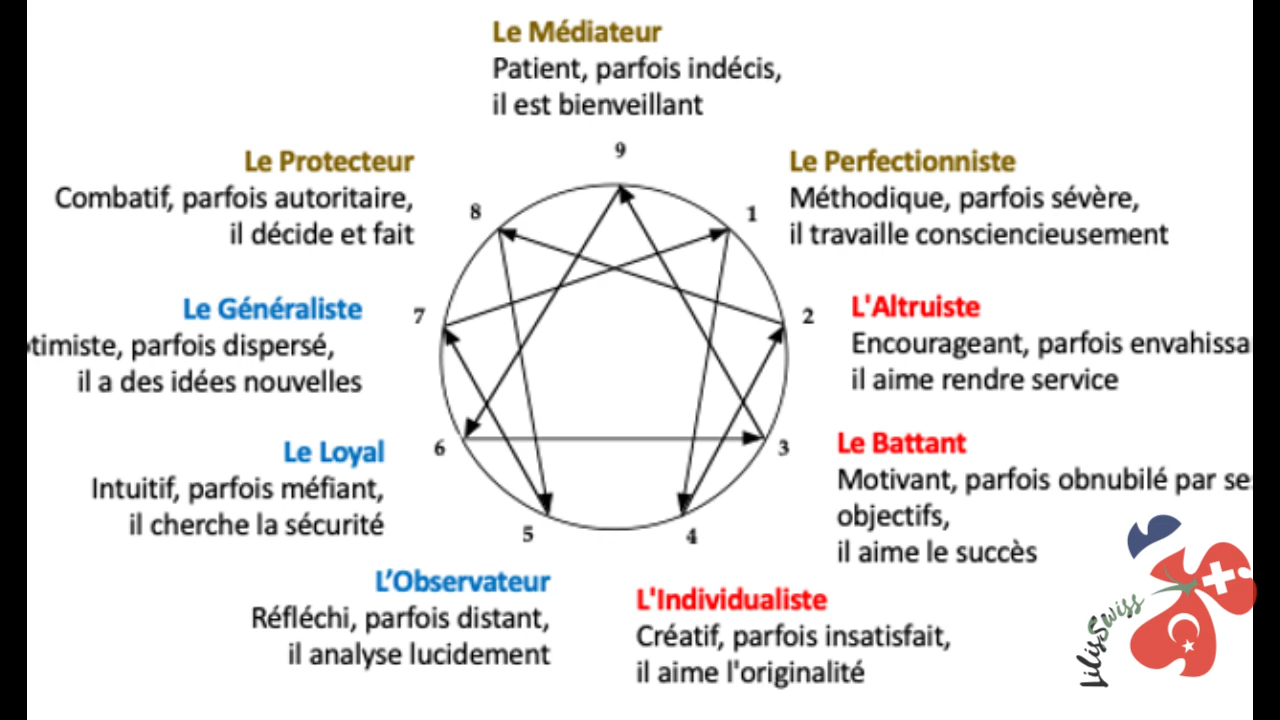 Le Médiateur
Patient, parfois indécis,
il est bienveillant
9
Le Protecteur
Combatif, parfois autoritaire,
il décide et fait
8
Le Perfectionniste
Méthodique, parfois sévère,
il travaille consciencieusement
1
Le Généraliste
timiste, parfois dispersé,
il a des idées nouvelles
7
L'Altruiste
Encourageant, parfois envahissa
il aime rendre service
2
Le Loyal
Intuitif, parfois méfiant,
il cherche la sécurité
6
Le Battant
Motivant, parfois obnubilé par se
objectifs,
il aime le succès
3
L’Observateur
Réfléchi, parfois distant,
il analyse lucidement
5
L'Individualiste
Créatif, parfois insatisfait,
il aime l'originalité
4
LilisSwiss